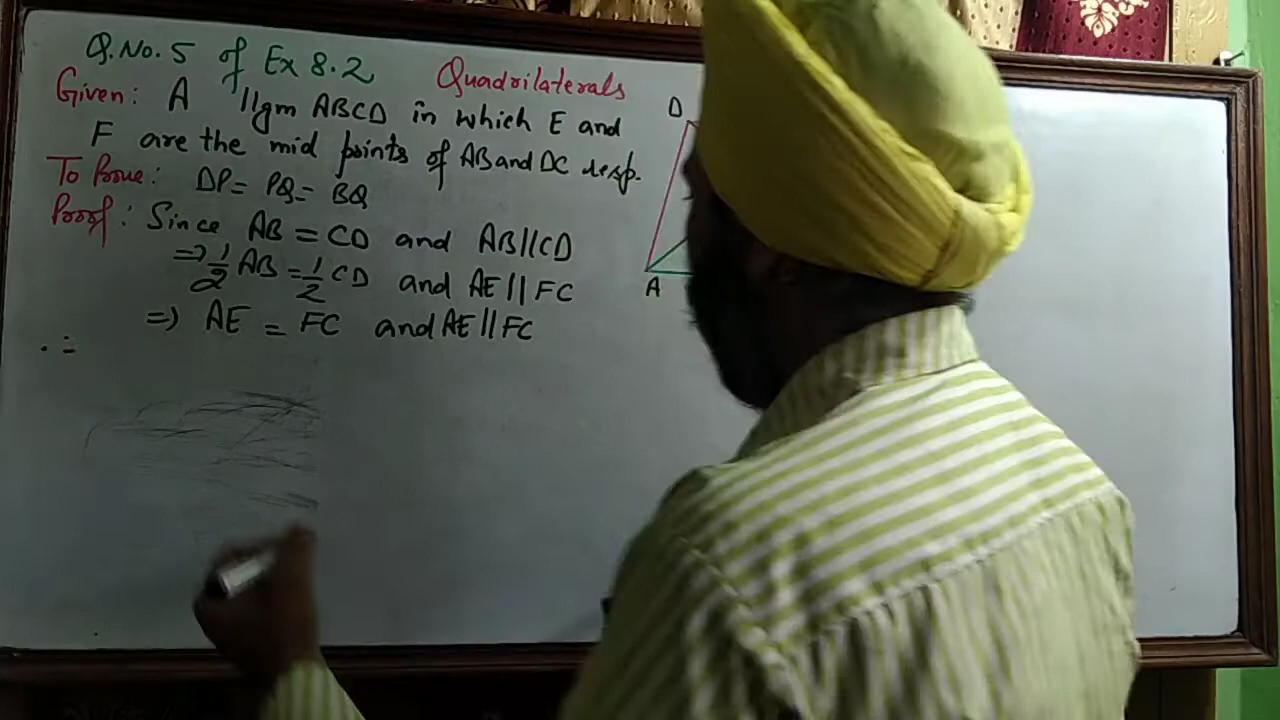 Q.No. 5 of Ex 8.2 Quadrilaterals
Given: A ||gm ABCD in which E and
F are the mid points of AB and DC resp.
To Prove: DP = PQ = BQ
Proof: Since AB = CD and AB||CD
⇒ 1/2 AB = 1/2 CD and AE||FC
⇒ AE = FC and AE||FC
∴
D
A